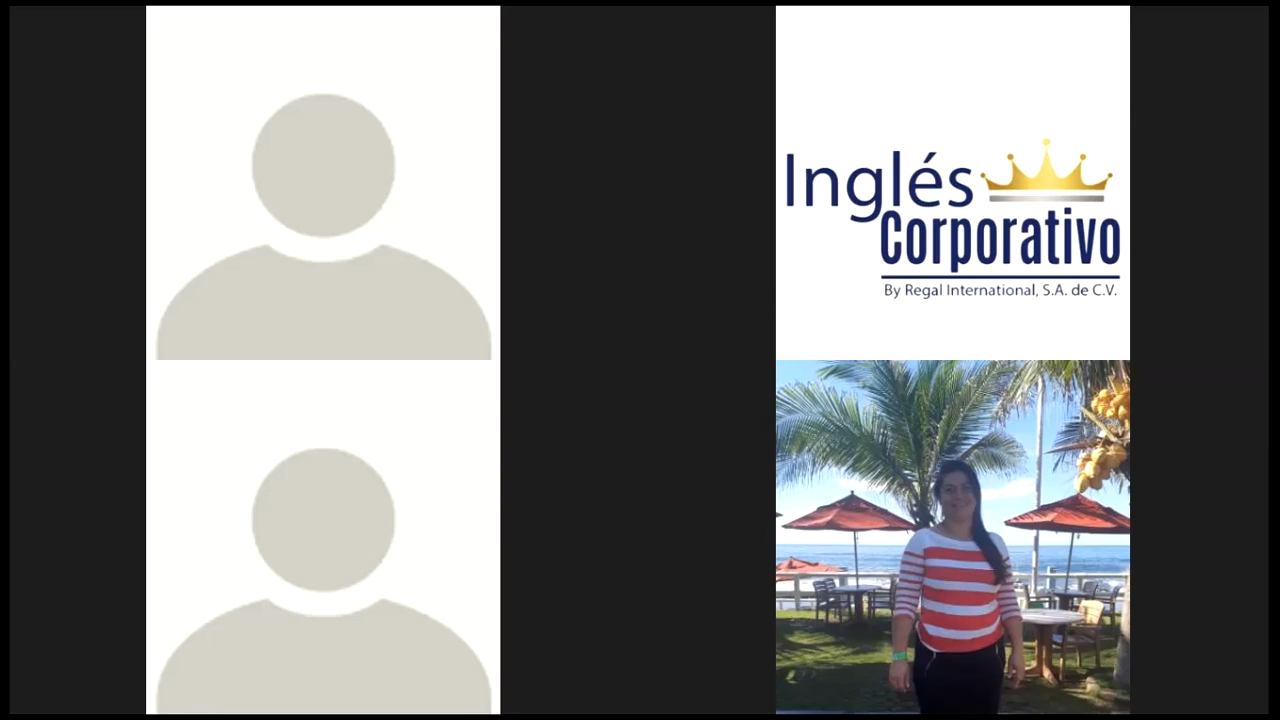 Inglés
Corporativo
By Regal International, S.A. de C.V.